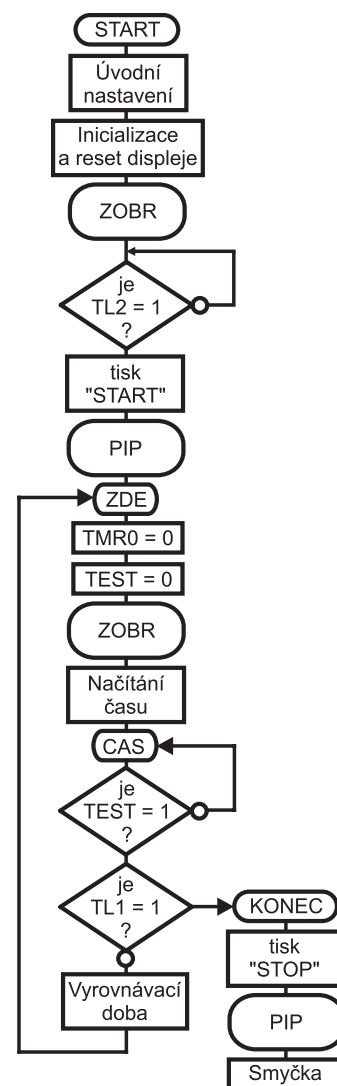 START
Úvodní
nastavení
Inicializace
a reset displeje
ZOBR
je
TL2 = 1
?
tisk
"START"
PIP
ZDE
TMR0 = 0
TEST = 0
ZOBR
Načítání
času
CAS
je
TEST = 1
?
je
TL1 = 1
?
Vyrovnávací
doba
KONEC
tisk
"STOP"
PIP
Smyčka